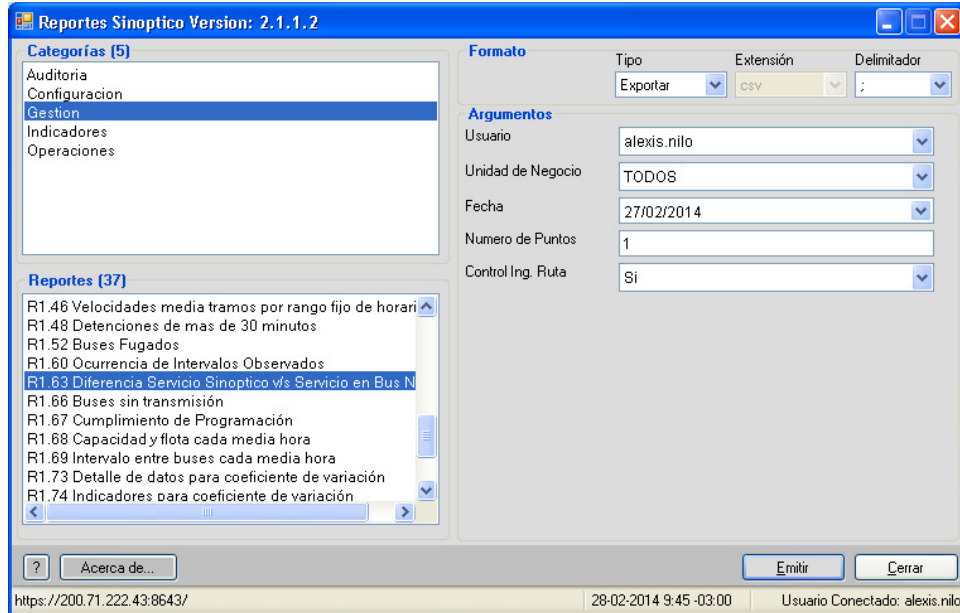 Reportes Sinoptico Version: 2.1.1.2
Categorías (5)
Auditoria
Configuracion
Gestion
Indicadores
Operaciones
Reportes (37)
R1.46 Velocidades media tramos por rango fijo de horari
R1.48 Detenciones de mas de 30 minutos
R1.52 Buses Fugados
R1.60 Ocurrencia de Intervalos Observados
R1.63 Diferencia Servicio Sinoptico v/s Servicio en Bus N
R1.66 Buses sin transmisión
R1.67 Cumplimiento de Programación
R1.68 Capacidad y flota cada media hora
R1.69 Intervalo entre buses cada media hora
R1.73 Detalle de datos para coeficiente de variación
R1.74 Indicadores para coeficiente de variación
Formato
Tipo Extensión Delimitador
Exportar csv ;
Argumentos
Usuario alexis.nilo
Unidad de Negocio TODOS
Fecha 27/02/2014
Numero de Puntos 1
Control Ing. Ruta Si
? Acerca de... Emitir Cerrar
https://200.71.222.43:8643/ 28-02-2014 9:45 -03:00 Usuario Conectado: alexis.nilo